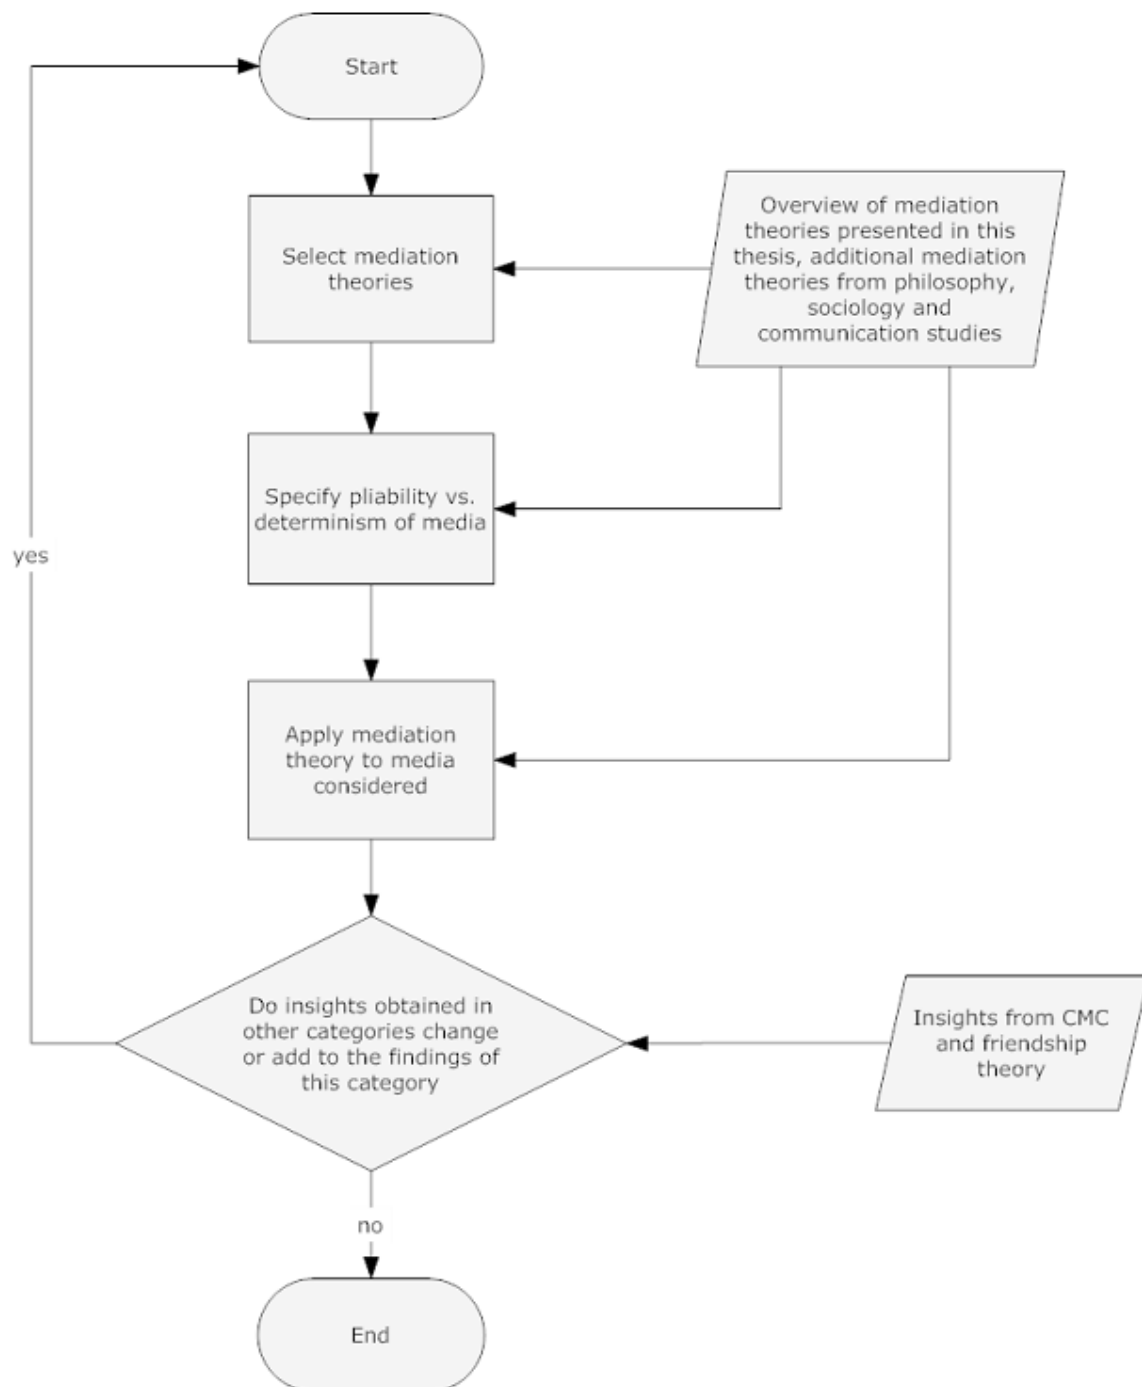 Start
Select mediation
theories
Overview of mediation
theories presented in this
thesis, additional mediation
theories from philosophy,
sociology and
communication studies
Specify pliability vs.
determinism of media
yes
Apply mediation
theory to media
considered
Do insights obtained in
other categories change
or add to the findings of
this category
Insights from CMC
and friendship
theory
no
End